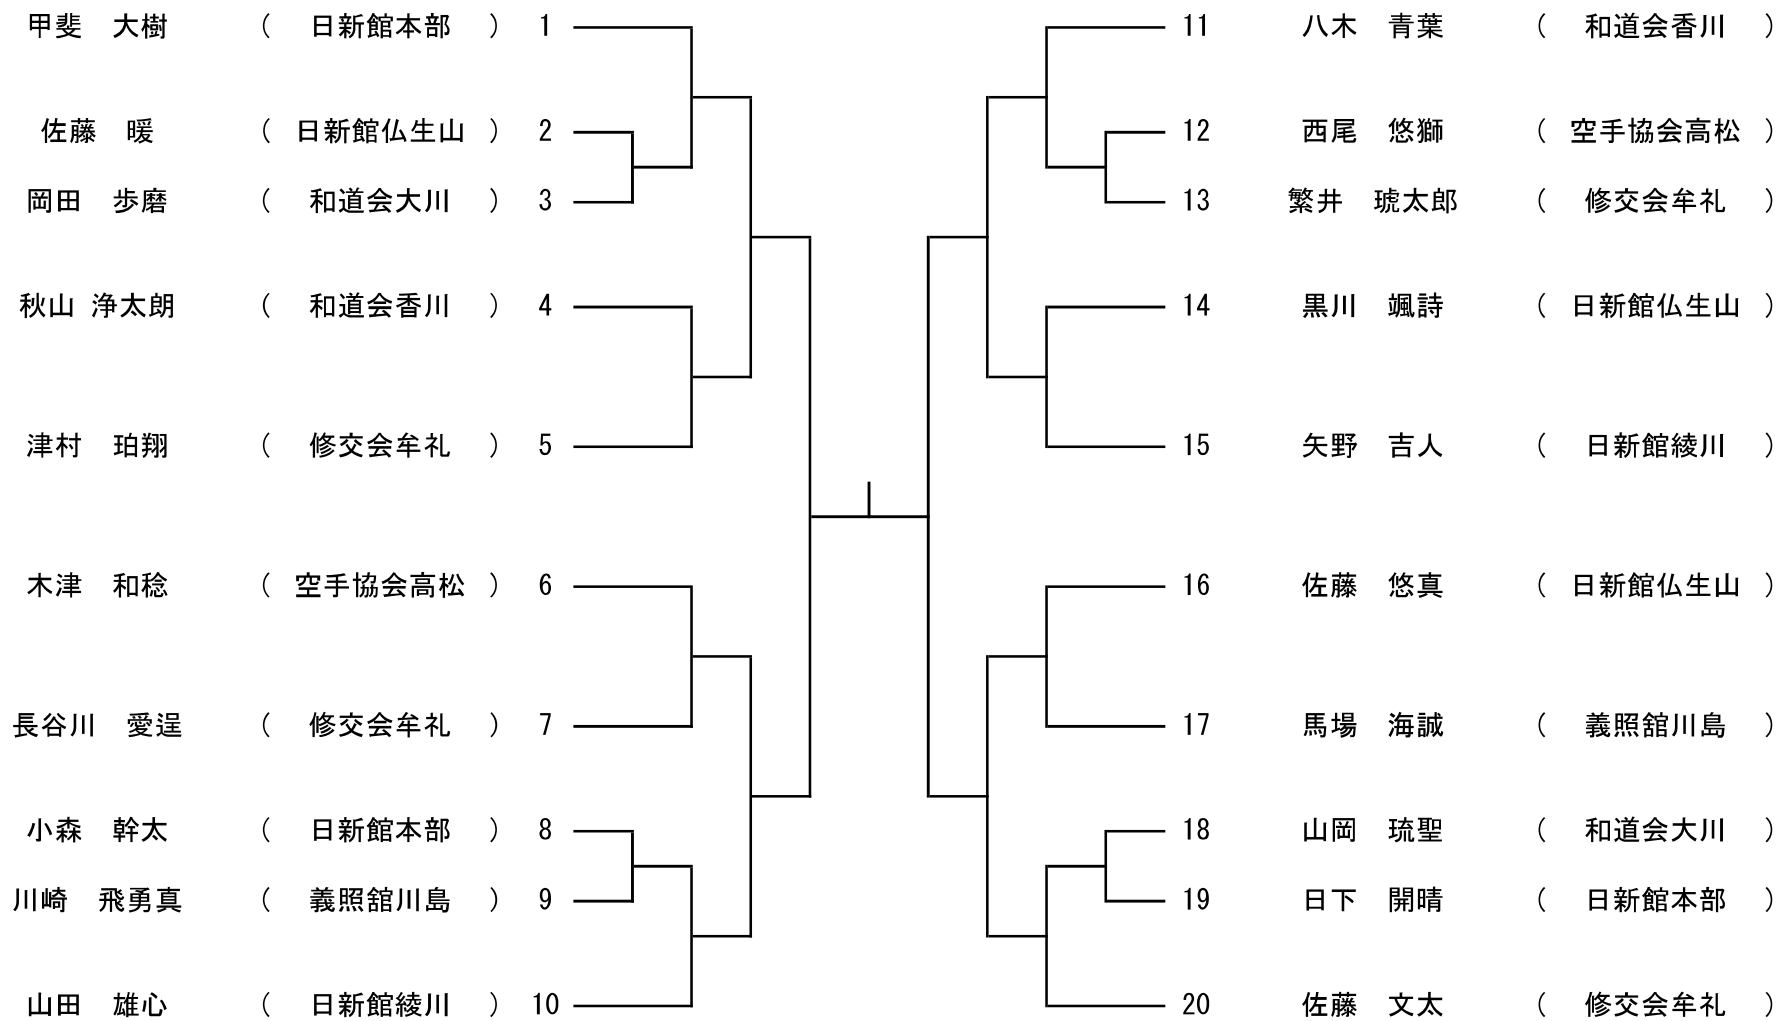 甲斐　大樹 （ 日新館本部 ） 1
佐藤　暖 （ 日新館仏生山 ） 2
岡田　歩磨 （ 和道会大川 ） 3
秋山 浄太朗 （ 和道会香川 ） 4
津村　珀翔 （ 修交会牟礼 ） 5
木津　和稔 （ 空手協会高松 ） 6
長谷川　愛逞 （ 修交会牟礼 ） 7
小森　幹太 （ 日新館本部 ） 8
川崎　飛勇真 （ 義照舘川島 ） 9
山田　雄心 （ 日新館綾川 ） 10
11 八木　青葉 （ 和道会香川 ）
12 西尾　悠獅 （ 空手協会高松 ）
13 繁井　琥太郎 （ 修交会牟礼 ）
14 黒川　颯詩 （ 日新館仏生山 ）
15 矢野　吉人 （ 日新館綾川 ）
16 佐藤　悠真 （ 日新館仏生山 ）
17 馬場　海誠 （ 義照舘川島 ）
18 山岡　琉聖 （ 和道会大川 ）
19 日下　開晴 （ 日新館本部 ）
20 佐藤　文太 （ 修交会牟礼 ）